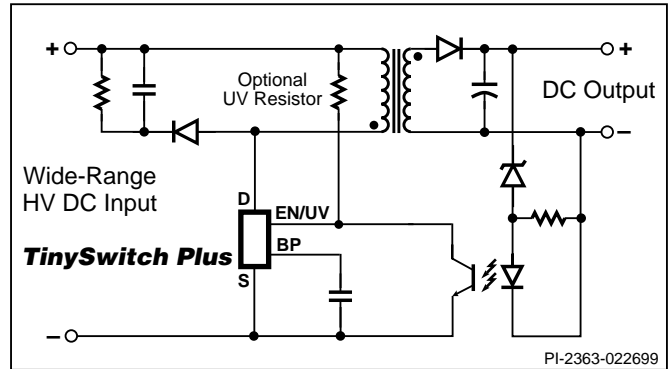 +
+
Optional
UV Resistor
DC Output
−
Wide-Range
HV DC Input
D
EN/UV
BP
TinySwitch Plus
S
−
PI-2363-022699